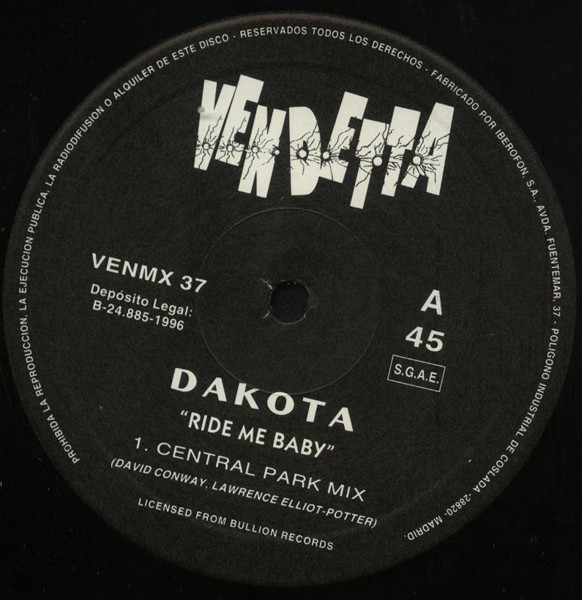 PROHIBIDA LA REPRODUCCION, LA EJECUCION PUBLICA, LA RADIODIFUSION O ALQUILER DE ESTE DISCO - RESERVADOS TODOS LOS DERECHOS - FABRICADO POR IBEROFON, S.A., AVDA. FUENTEMAR, 37 - POLIGONO INDUSTRIAL DE COSLADA -28820- MADRID.
VENDETTA
VENMX 37
Depósito Legal:
B-24.885-1996
A
45
S.G.A.E.
DAKOTA
"RIDE ME BABY"
1. CENTRAL PARK MIX
(DAVID CONWAY, LAWRENCE ELLIOT-POTTER)
LICENSED FROM BULLION RECORDS